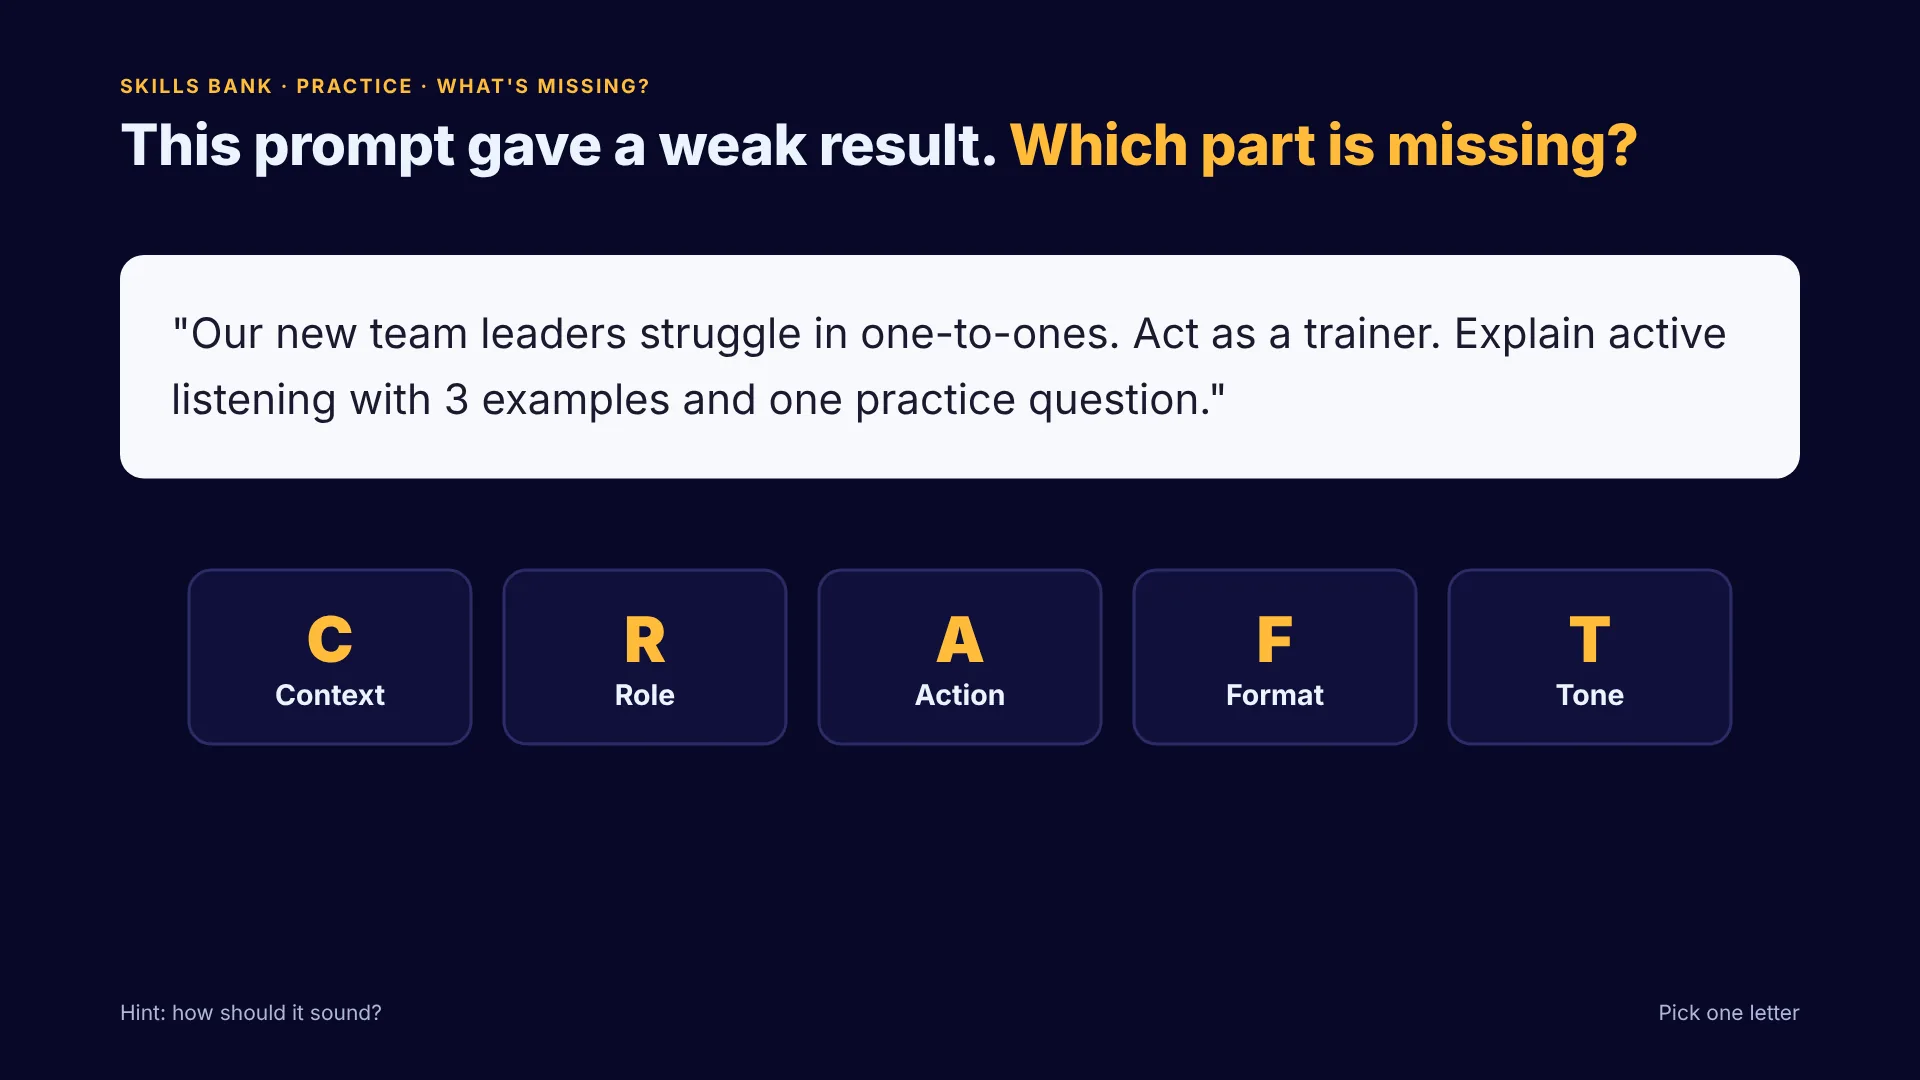 SKILLS BANK · PRACTICE · WHAT'S MISSING?
This prompt gave a weak result. Which part is missing?
"Our new team leaders struggle in one-to-ones. Act as a trainer. Explain active
listening with 3 examples and one practice question."
C R A F T
Context Role Action Format Tone
Hint: how should it sound? Pick one letter